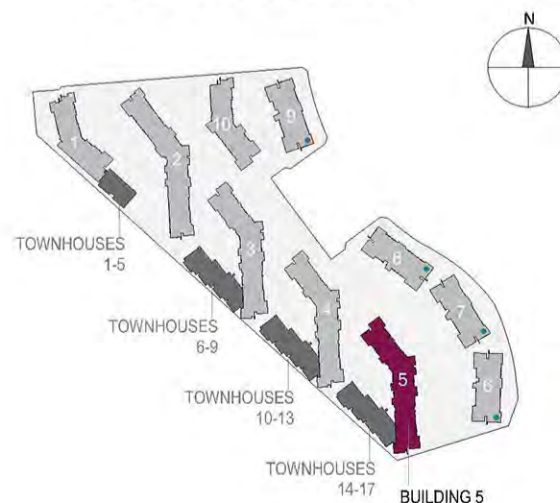 N
1
2
10
9
TOWNHOUSES
1-5
3
TOWNHOUSES
6-9
8
7
4
TOWNHOUSES
10-13
5
6
TOWNHOUSES
14-17
BUILDING 5